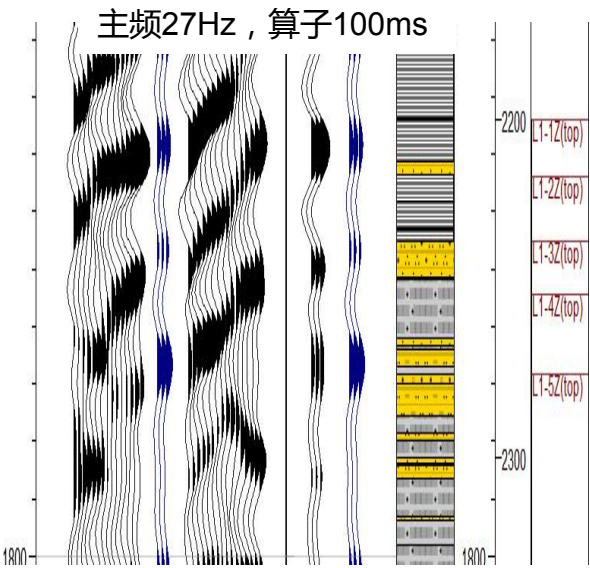 主频27Hz，算子100ms
2200
L1-1Z(top)
L1-2Z(top)
L1-3Z(top)
L1-4Z(top)
L1-5Z(top)
2300
1800
1800